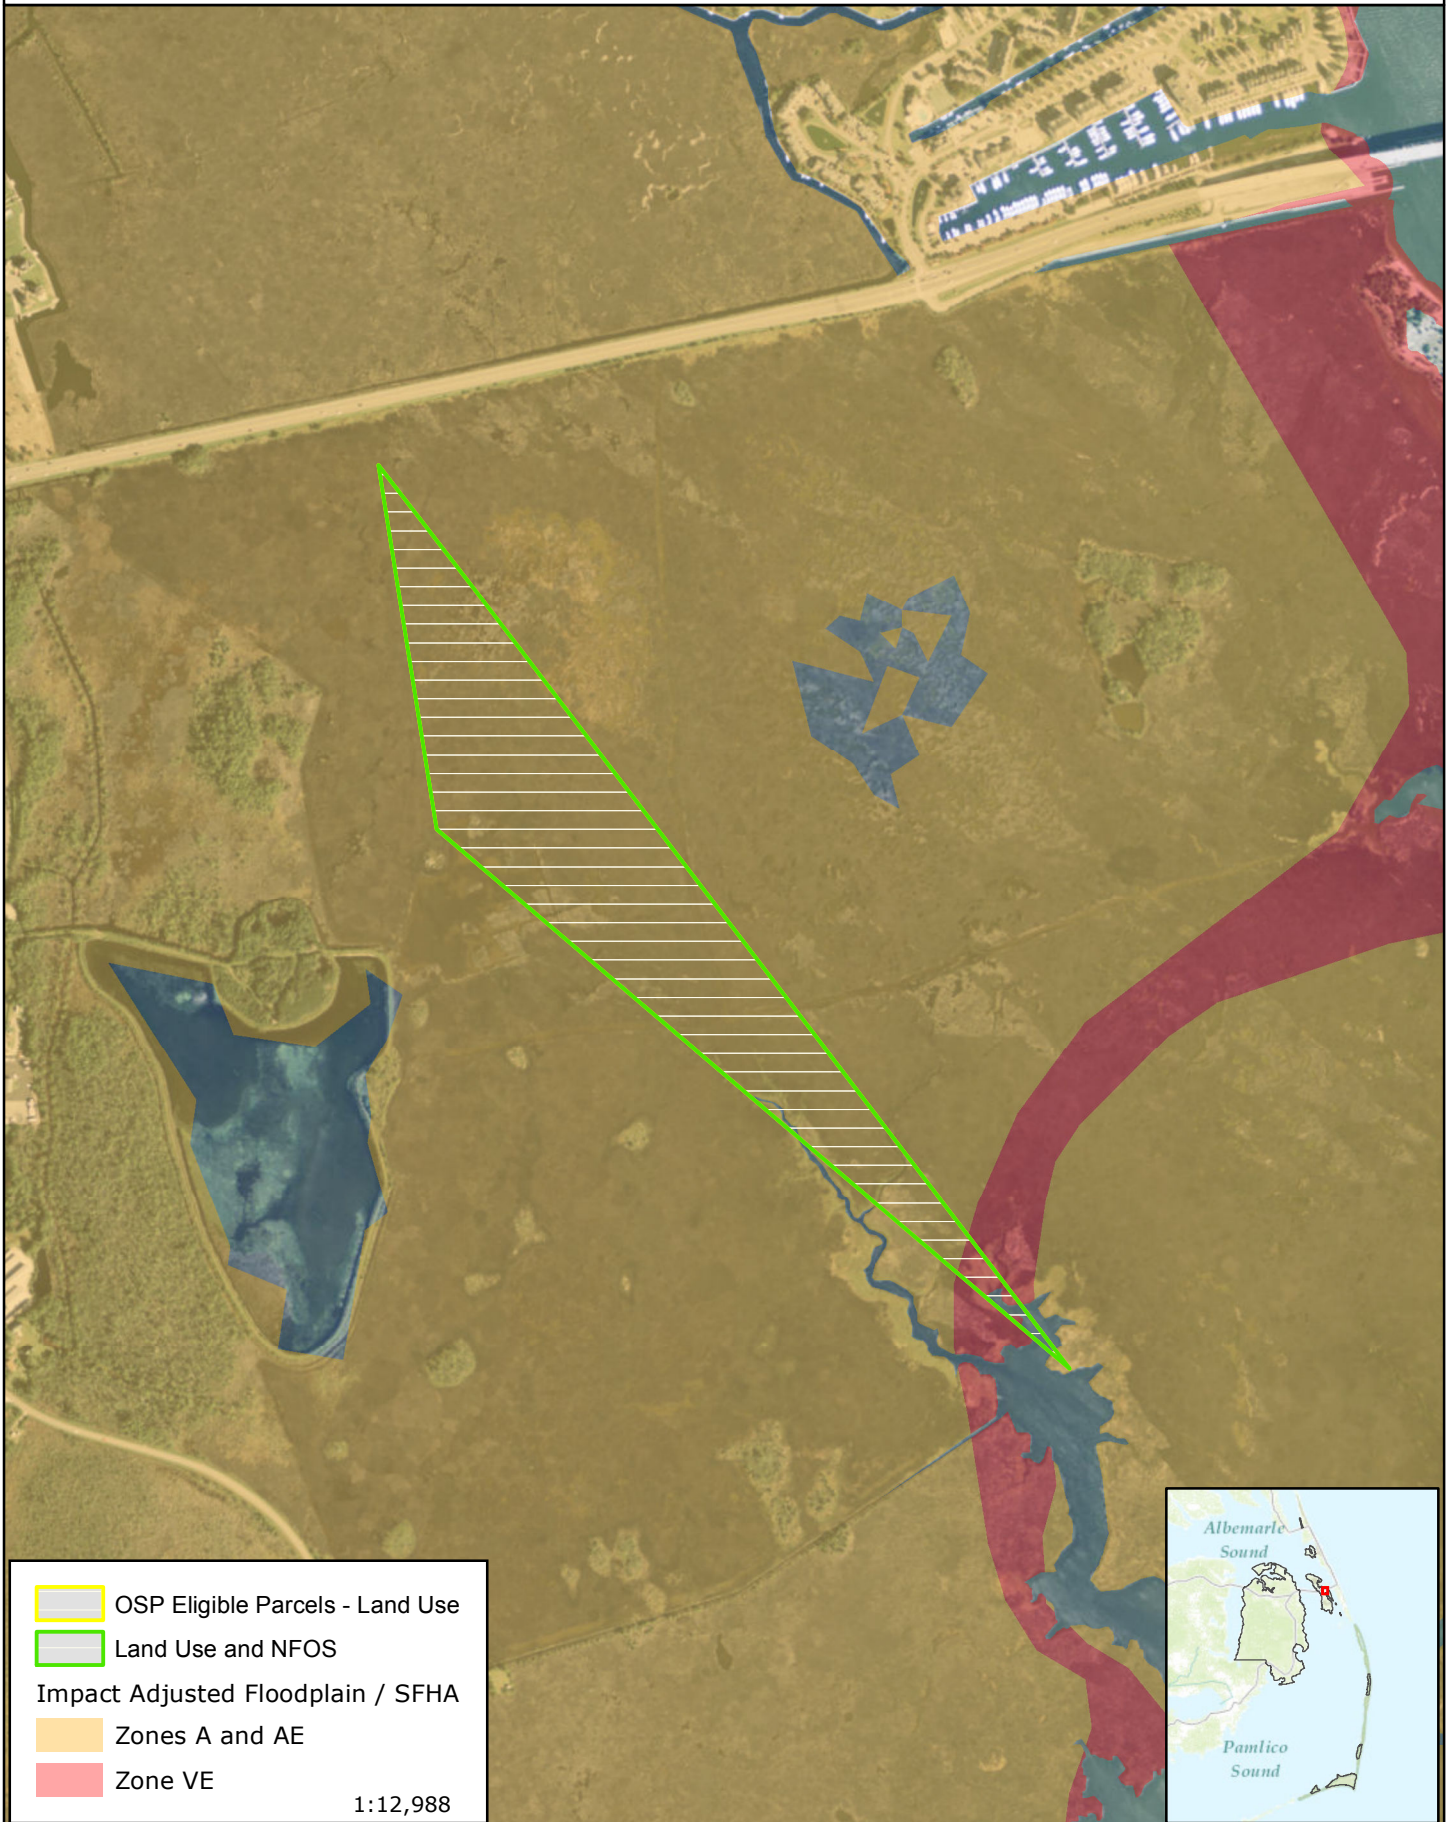 OSP Eligible Parcels - Land Use
Land Use and NFOS
Impact Adjusted Floodplain / SFHA
Zones A and AE
Zone VE
1:12,988
Albemarle
Sound
Pamlico
Sound